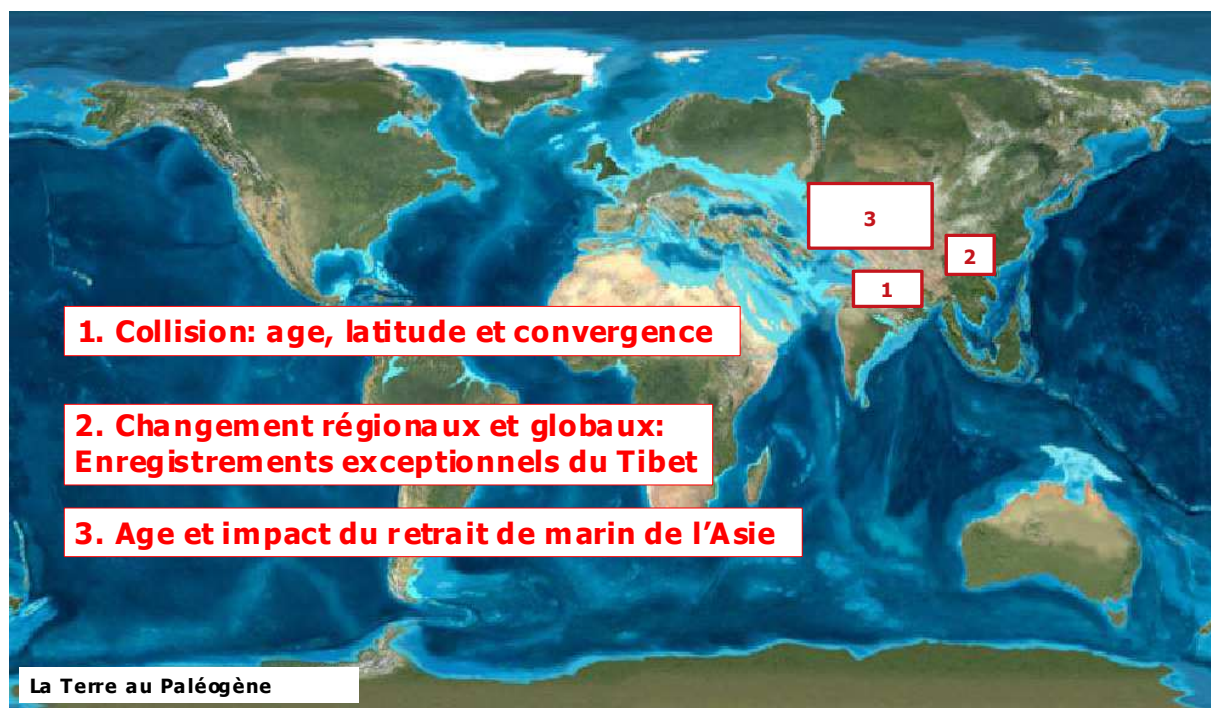 3
2
1
1. Collision: age, latitude et convergence
2. Changement régionaux et globaux:
Enregistrements exceptionnels du Tibet
3. Age et impact du retrait de marin de l’Asie
La Terre au Paléogène